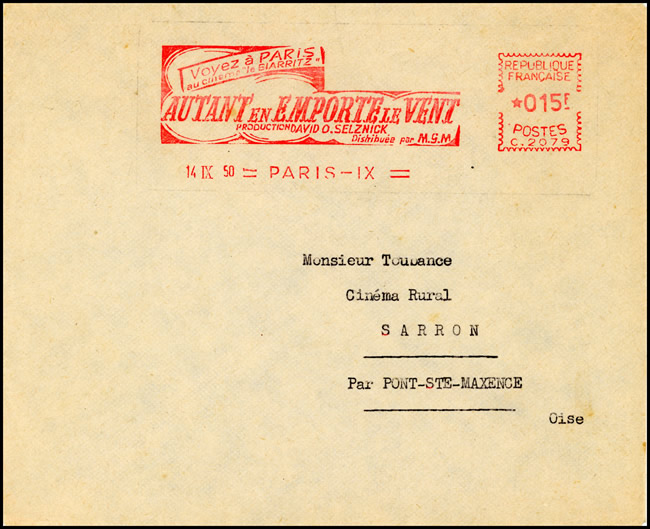 Voyez à PARIS
au cinéma "le BIARRITZ"
AUTANT EN EMPORTE LE VENT
PRODUCTION DAVID O. SELZNICK
Distribuée par M.G.M
REPUBLIQUE
FRANÇAISE
*015F
POSTES
C. 2079
14 IX 50 = PARIS-IX =
Monsieur Toubance
Cinéma Rural
SARRON
Par PONT-STE-MAXENCE
Oise